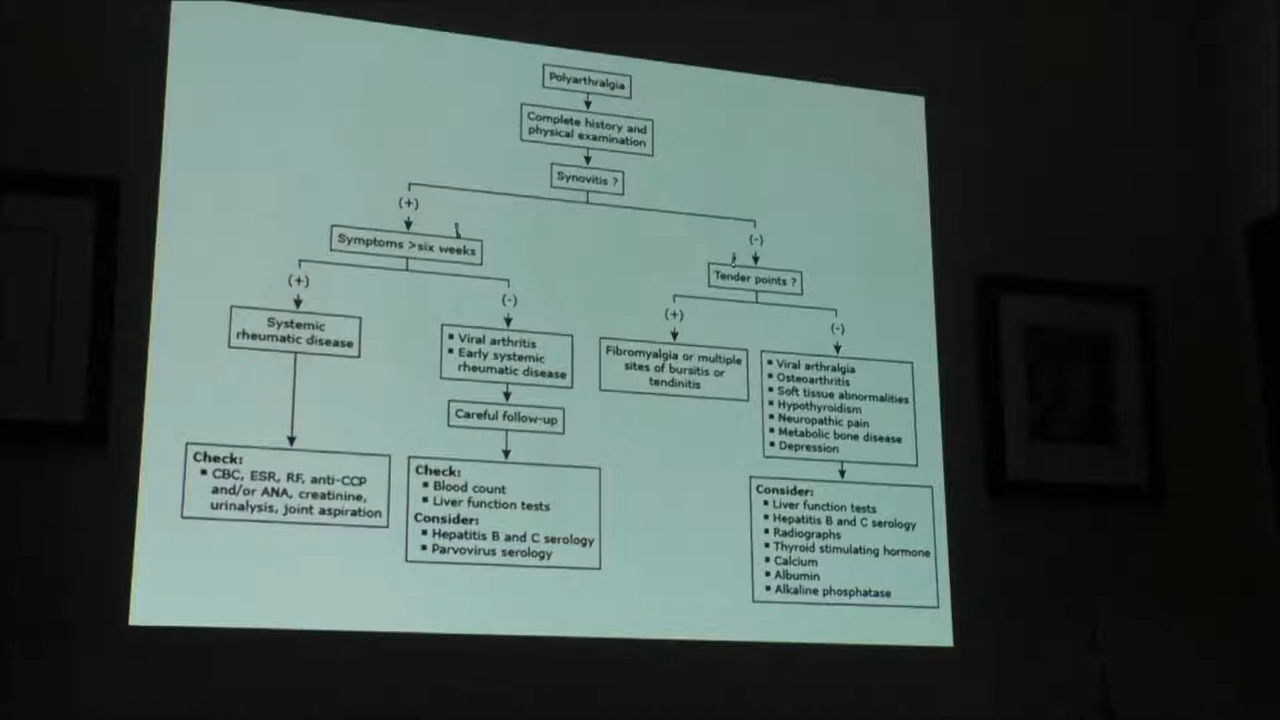 Polyarthralgia
Complete history and
physical examination
Synovitis ?
(+)
(-)
Symptoms >six weeks
Tender points ?
(+)
(-)
(+)
(-)
Systemic
rheumatic disease
▪ Viral arthritis
▪ Early systemic
rheumatic disease
Fibromyalgia or multiple
sites of bursitis or
tendinitis
▪ Viral arthralgia
▪ Osteoarthritis
▪ Soft tissue abnormalities
▪ Hypothyroidism
▪ Neuropathic pain
▪ Metabolic bone disease
▪ Depression
Careful follow-up
Check:
▪ CBC, ESR, RF, anti-CCP
and/or ANA, creatinine,
urinalysis, joint aspiration
Check:
▪ Blood count
▪ Liver function tests
Consider:
▪ Hepatitis B and C serology
▪ Parvovirus serology
Consider:
▪ Liver function tests
▪ Hepatitis B and C serology
▪ Radiographs
▪ Thyroid stimulating hormone
▪ Calcium
▪ Albumin
▪ Alkaline phosphatase